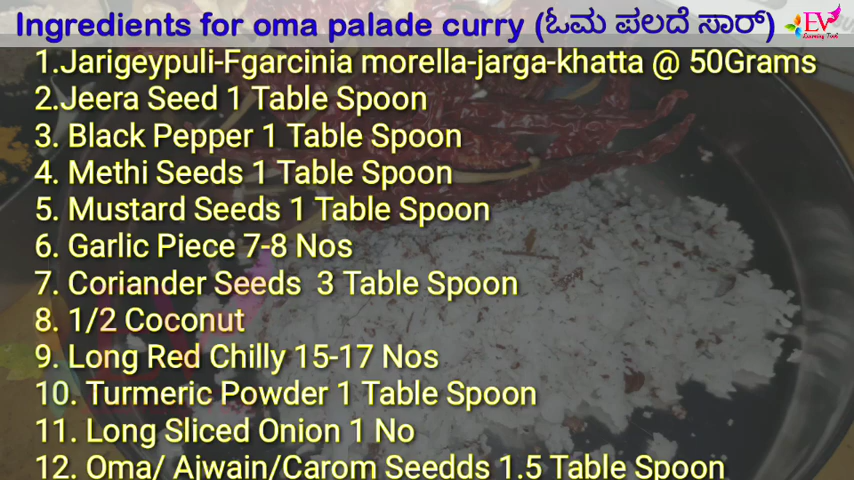 Ingredients for oma palade curry (ಓಮ ಪಲದೆ ಸಾರ್)
EV
Learning Tool
1.Jarigeypuli-Fgarcinia morella-jarga-khatta @ 50Grams
2.Jeera Seed 1 Table Spoon
3. Black Pepper 1 Table Spoon
4. Methi Seeds 1 Table Spoon
5. Mustard Seeds 1 Table Spoon
6. Garlic Piece 7-8 Nos
7. Coriander Seeds 3 Table Spoon
8. 1/2 Coconut
9. Long Red Chilly 15-17 Nos
10. Turmeric Powder 1 Table Spoon
11. Long Sliced Onion 1 No
12. Oma/ Ajwain/Carom Seedds 1.5 Table Spoon